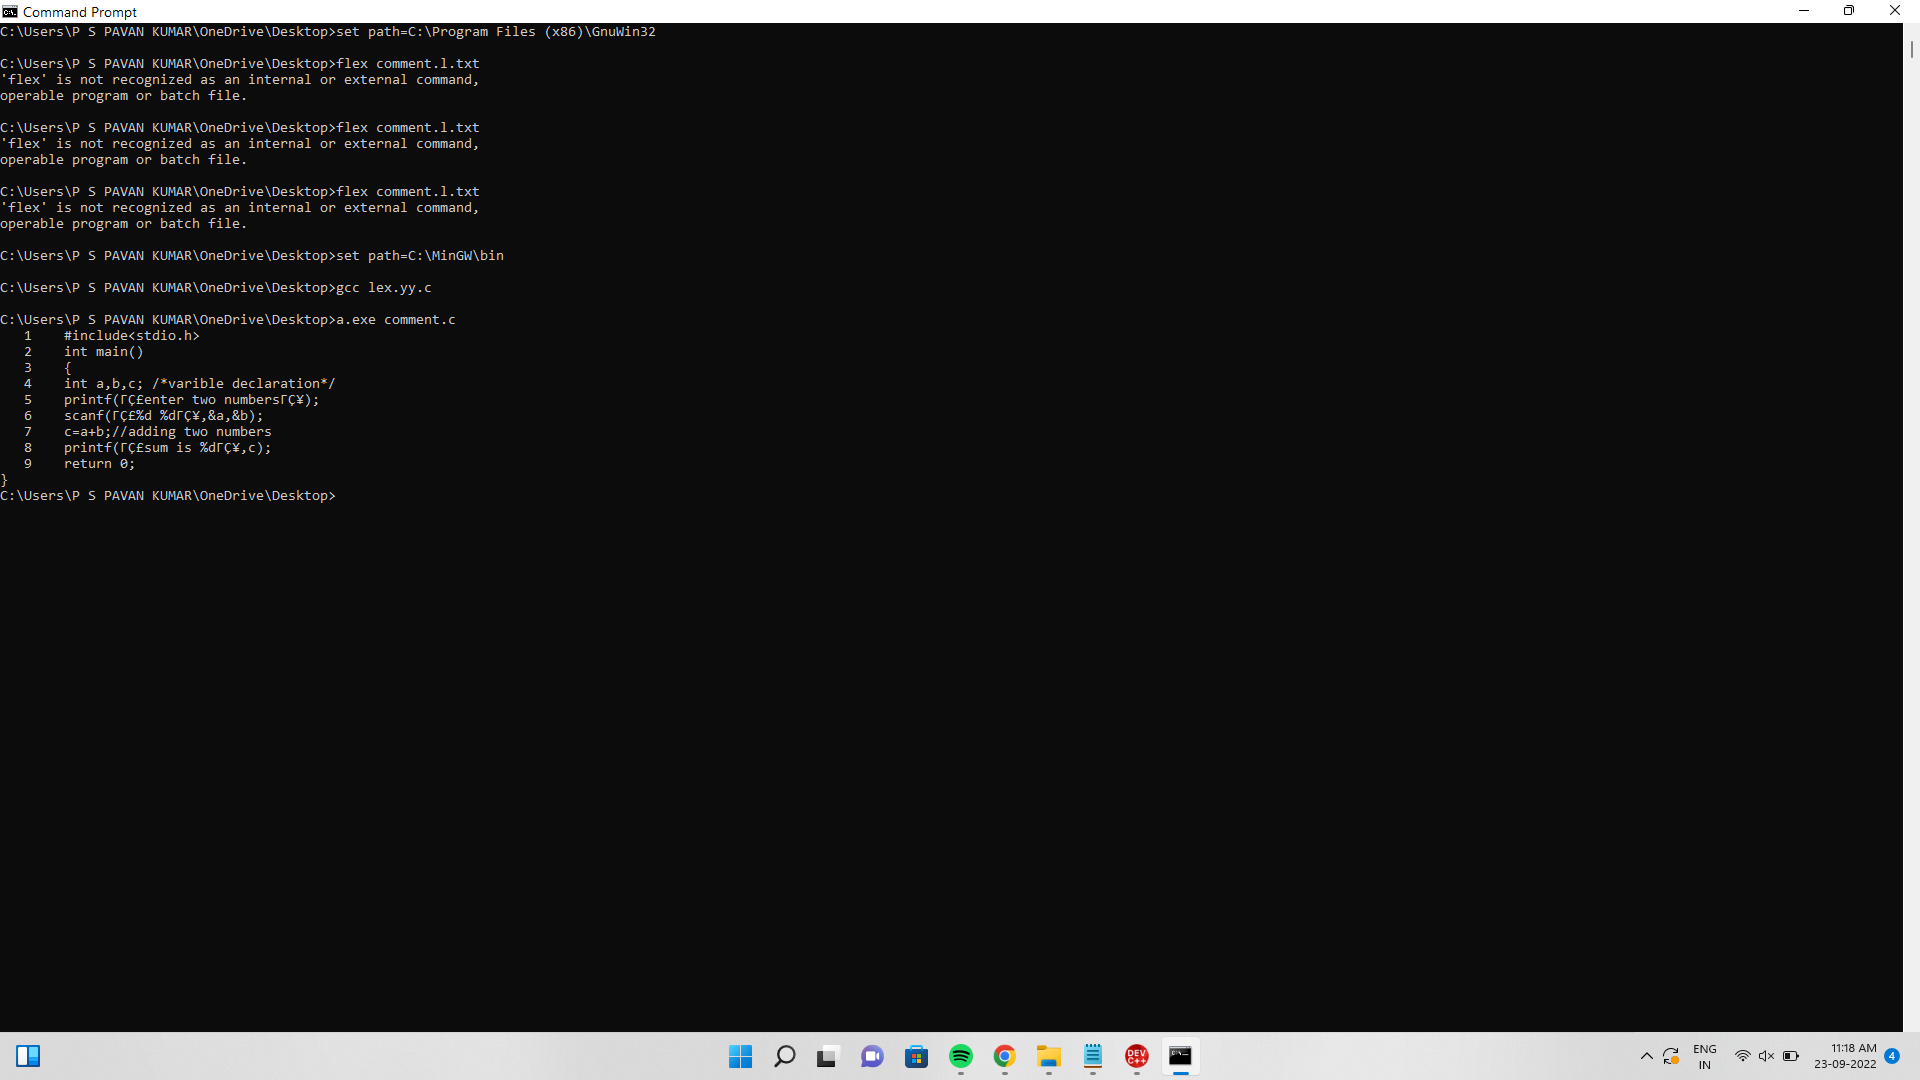 Command Prompt
C:\Users\P S PAVAN KUMAR\OneDrive\Desktop>set path=C:\Program Files (x86)\GnuWin32
C:\Users\P S PAVAN KUMAR\OneDrive\Desktop>flex comment.l.txt
'flex' is not recognized as an internal or external command,
operable program or batch file.
C:\Users\P S PAVAN KUMAR\OneDrive\Desktop>flex comment.l.txt
'flex' is not recognized as an internal or external command,
operable program or batch file.
C:\Users\P S PAVAN KUMAR\OneDrive\Desktop>flex comment.l.txt
'flex' is not recognized as an internal or external command,
operable program or batch file.
C:\Users\P S PAVAN KUMAR\OneDrive\Desktop>set path=C:\MinGW\bin
C:\Users\P S PAVAN KUMAR\OneDrive\Desktop>gcc lex.yy.c
C:\Users\P S PAVAN KUMAR\OneDrive\Desktop>a.exe comment.c
1 #include<stdio.h>
2 int main()
3 {
4 int a,b,c; /*varible declaration*/
5 printf(ΓÇ£enter two numbersΓÇ¥);
6 scanf(ΓÇ£%d %dΓÇ¥,&a,&b);
7 c=a+b;//adding two numbers
8 printf(ΓÇ£sum is %dΓÇ¥,c);
9 return 0;
}
C:\Users\P S PAVAN KUMAR\OneDrive\Desktop>
DEV C++
ENG IN
11:18 AM
23-09-2022
4